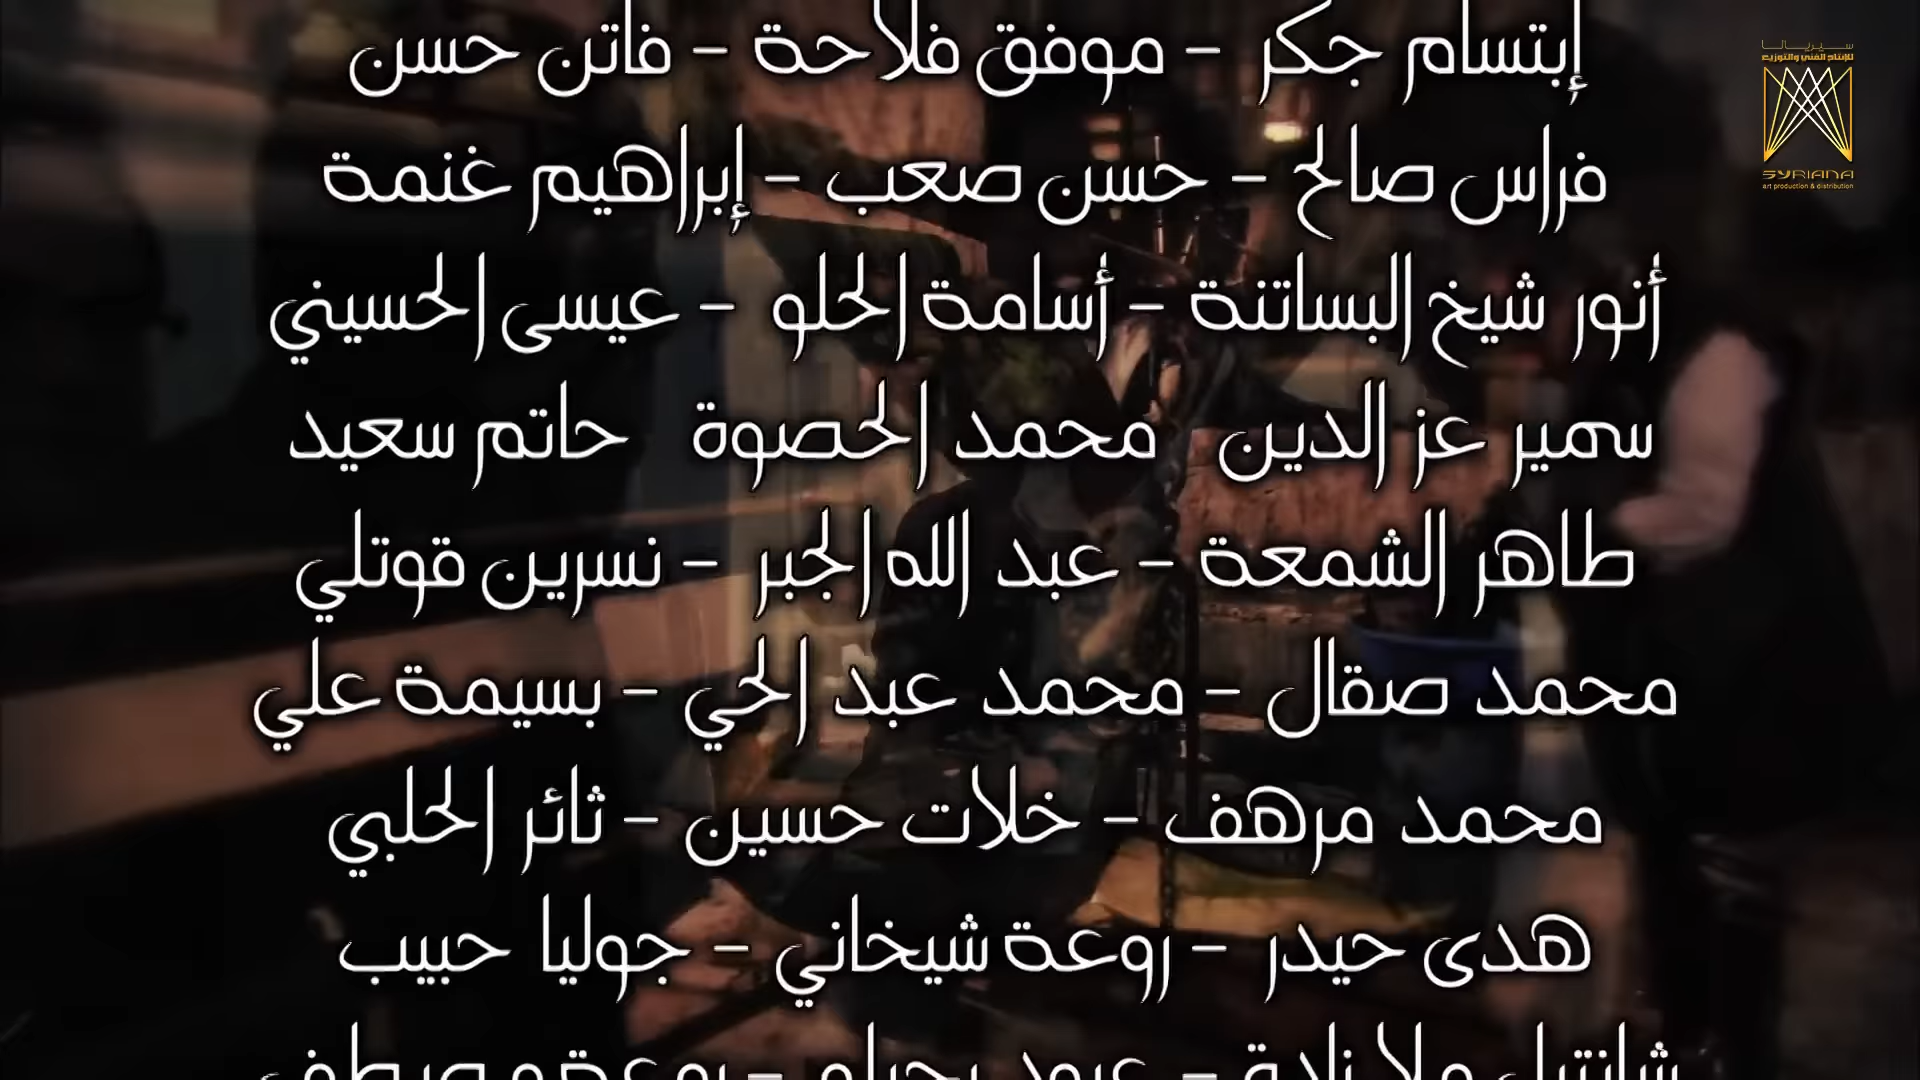 إبتسام جكر - موفق فلاحة - فاتن حسن
فراس صالح - حسن صعب - إبراهيم غنمة
أنور شيخ البساتنة - أسامة الحلو - عيسى الحسيني
سمير عز الدين محمد الحصوة حاتم سعيد
طاهر الشمعة - عبد الله الجبر - نسرين قوتلي
محمد صقال - محمد عبد الحي - بسيمة علي
محمد مرهف - خلات حسين - ثائر الحلبي
هدى حيدر - روعة شيخاني - جوليا حبيب
سيريانا
للإنتاج الفني والتوزيع
SYRIANA
art production & distribution